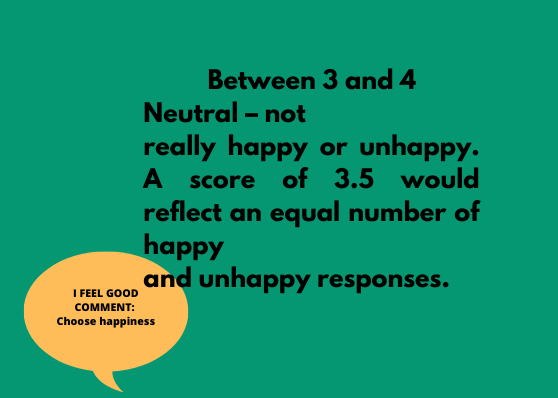 Between 3 and 4
Neutral – not
really happy or unhappy.
A score of 3.5 would
reflect an equal number of
happy
and unhappy responses.
I FEEL GOOD
COMMENT:
Choose happiness